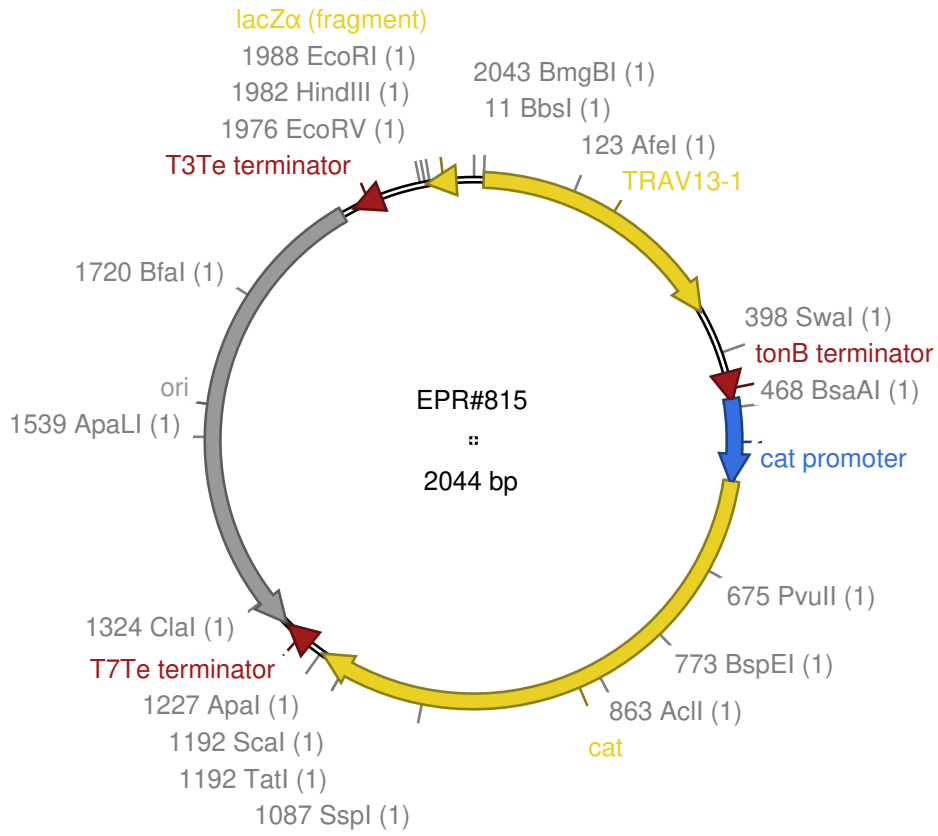 lacZα (fragment)
1988 EcoRI (1)
1982 HindIII (1)
1976 EcoRV (1)
T3Te terminator
2043 BmgBI (1)
11 BbsI (1)
123 AfeI (1)
TRAV13-1
1720 BfaI (1)
398 SwaI (1)
tonB terminator
468 BsaAI (1)
cat promoter
ori
1539 ApaLI (1)
EPR#815
2044 bp
675 PvuII (1)
773 BspEI (1)
863 AclI (1)
cat
1324 ClaI (1)
T7Te terminator
1227 ApaI (1)
1192 ScaI (1)
1192 TatI (1)
1087 SspI (1)